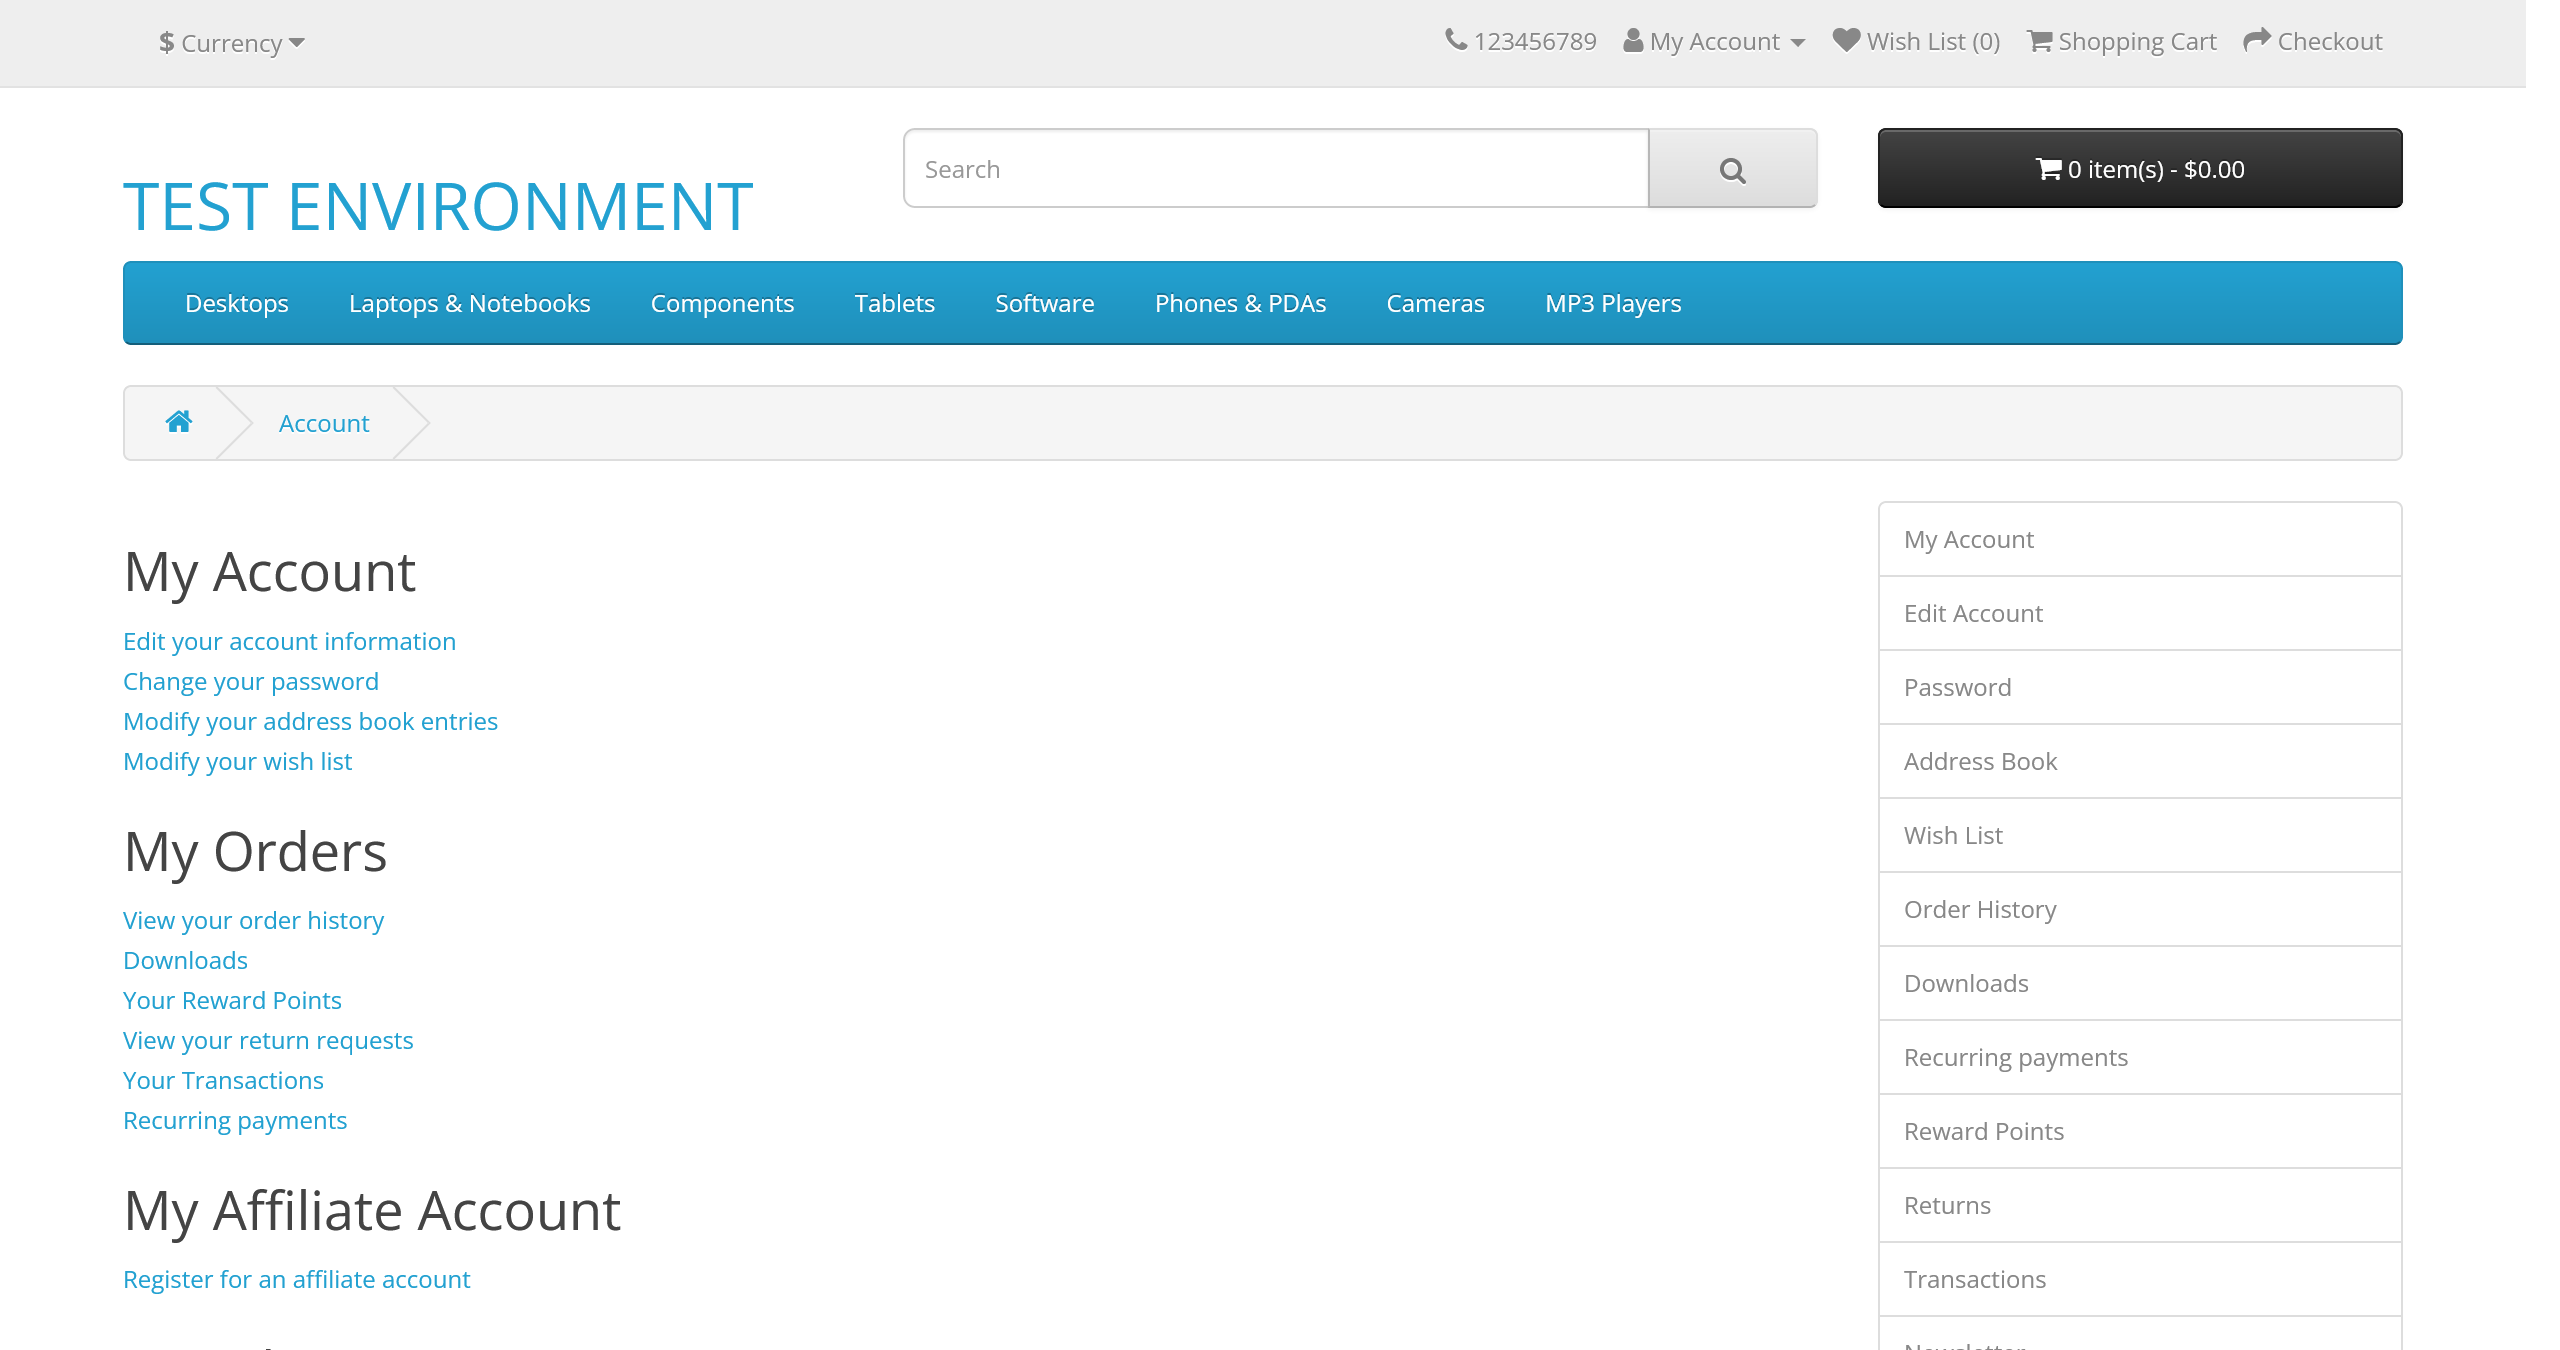 $ Currency
123456789 My Account Wish List (0) Shopping Cart Checkout
Search
0 item(s) - $0.00
TEST ENVIRONMENT
Desktops Laptops & Notebooks Components Tablets Software Phones & PDAs Cameras MP3 Players
Account
My Account
Edit your account information
Change your password
Modify your address book entries
Modify your wish list
My Orders
View your order history
Downloads
Your Reward Points
View your return requests
Your Transactions
Recurring payments
My Affiliate Account
Register for an affiliate account
My Account
Edit Account
Password
Address Book
Wish List
Order History
Downloads
Recurring payments
Reward Points
Returns
Transactions